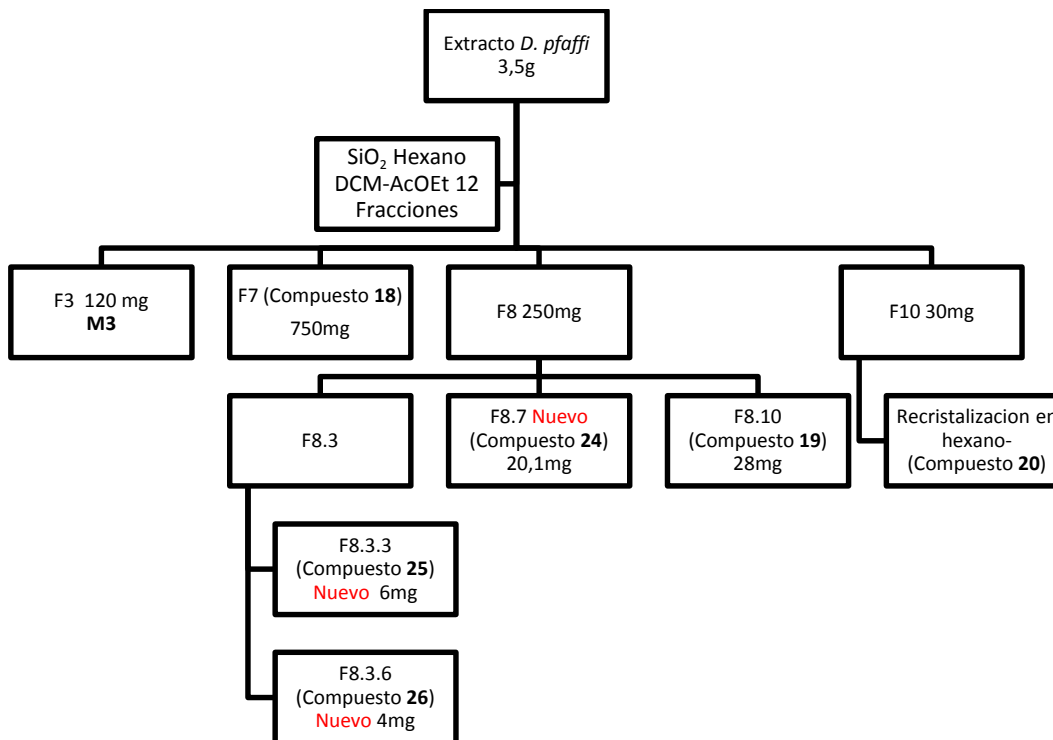 Extracto D. pfaffi
3,5g
SiO2 Hexano
DCM-AcOEt 12
Fracciones
F3 120 mg
M3
F7 (Compuesto 18)
750mg
F8 250mg
F10 30mg
F8.3
F8.7 Nuevo
(Compuesto 24)
20,1mg
F8.10
(Compuesto 19)
28mg
Recristalizacion en
hexano-
(Compuesto 20)
F8.3.3
(Compuesto 25)
Nuevo 6mg
F8.3.6
(Compuesto 26)
Nuevo 4mg